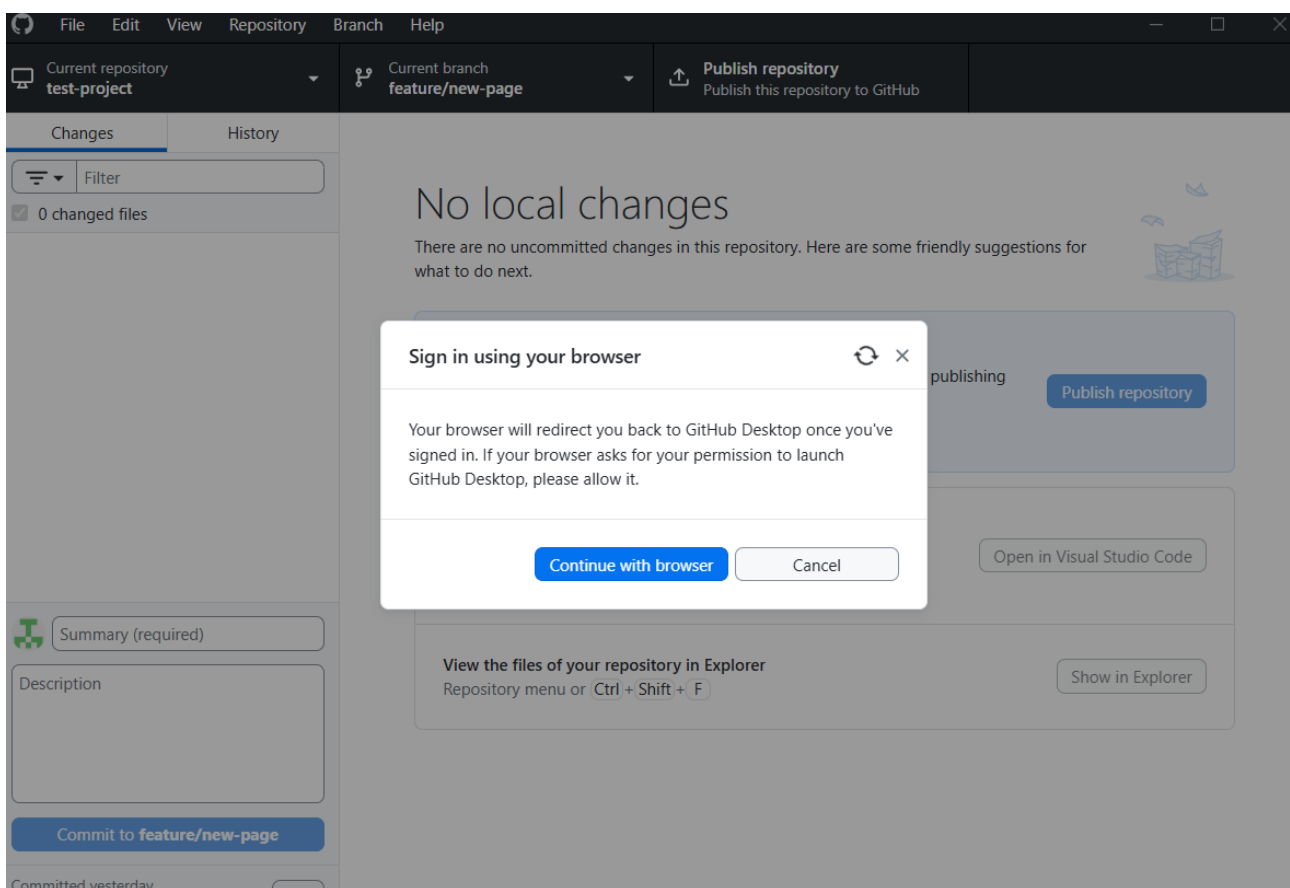 File Edit View Repository Branch Help
Current repository
test-project
Current branch
feature/new-page
Publish repository
Publish this repository to GitHub
Changes History
Filter
0 changed files
No local changes
There are no uncommitted changes in this repository. Here are some friendly suggestions for
what to do next.
publishing
Publish repository
Sign in using your browser
Your browser will redirect you back to GitHub Desktop once you've
signed in. If your browser asks for your permission to launch
GitHub Desktop, please allow it.
Continue with browser Cancel
Open in Visual Studio Code
View the files of your repository in Explorer
Repository menu or Ctrl + Shift + F
Show in Explorer
Summary (required)
Description
Commit to feature/new-page
Committed yesterday